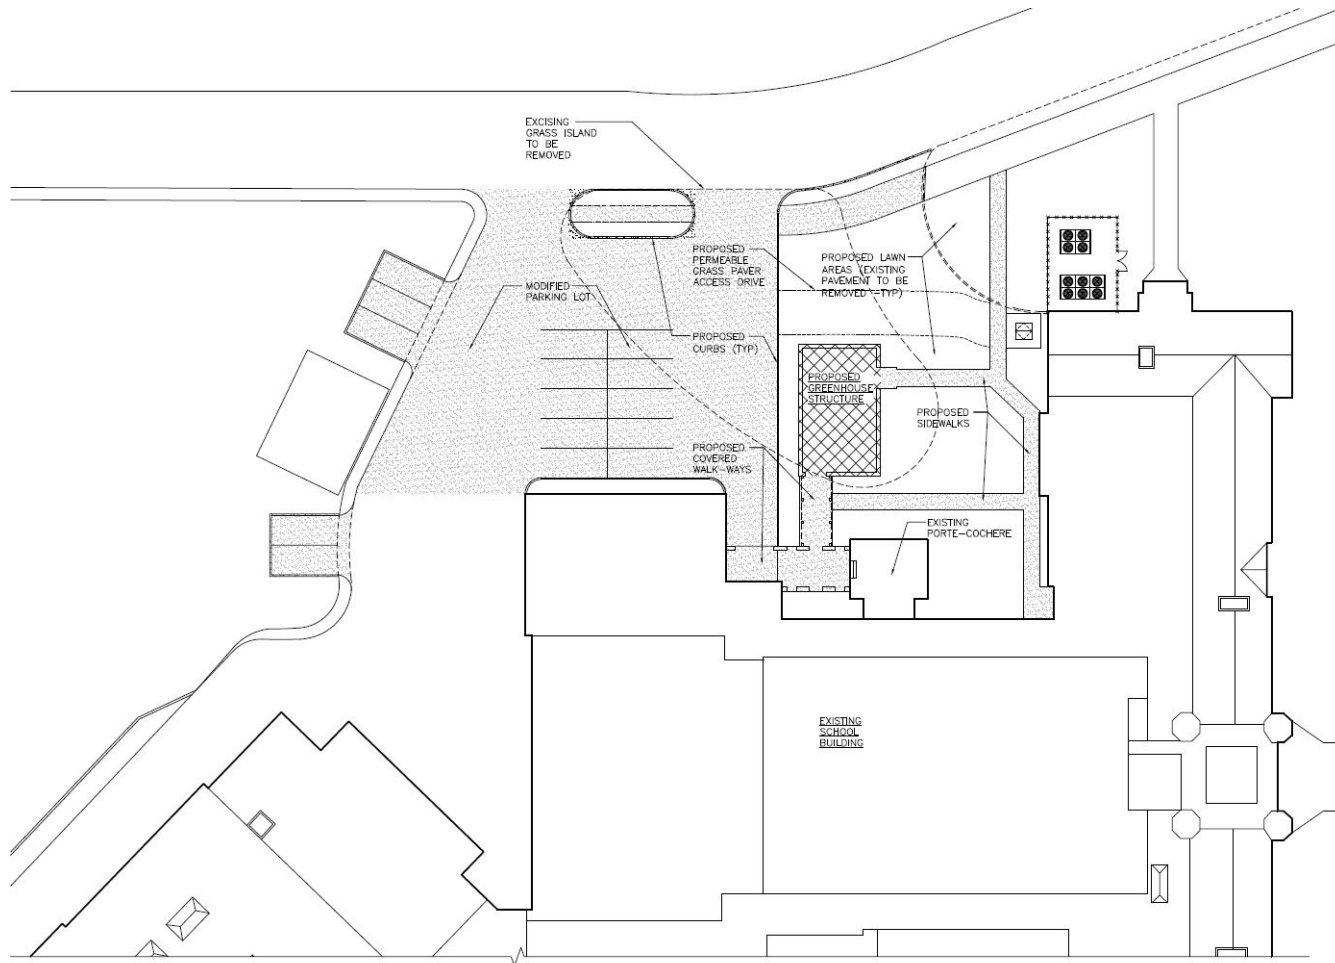 EXCISING
GRASS ISLAND
TO BE
REMOVED
PROPOSED
PERMEABLE
GRASS PAVER
ACCESS DRIVE
PROPOSED LAWN
AREAS (EXISTING
PAVEMENT TO BE
REMOVED -TYP)
MODIFIED
PARKING LOT
PROPOSED
CURBS (TYP)
PROPOSED
GREENHOUSE
STRUCTURE
PROPOSED
SIDEWALKS
PROPOSED
COVERED
WALK-WAYS
EXISTING
PORTE-COCHERE
EXISTING
SCHOOL
BUILDING